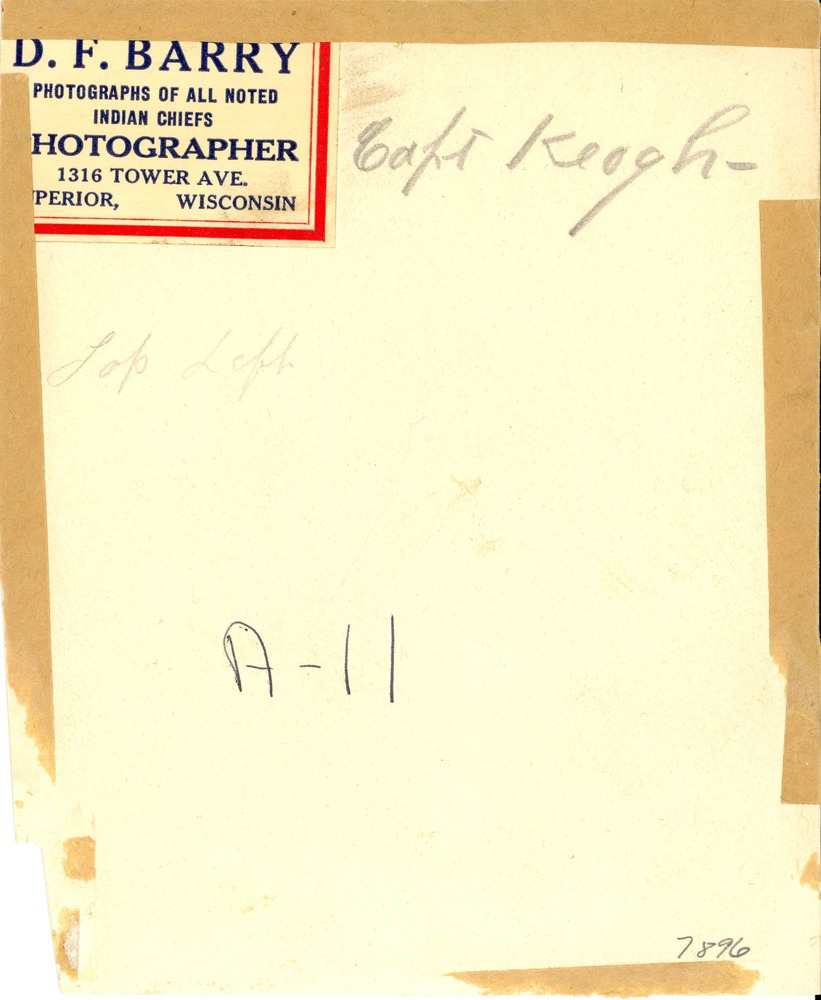 D. F. BARRY
PHOTOGRAPHS OF ALL NOTED
INDIAN CHIEFS
HOTOGRAPHER
1316 TOWER AVE.
PERIOR, WISCONSIN
Capt Keogh-
Top Left
A-11
7896